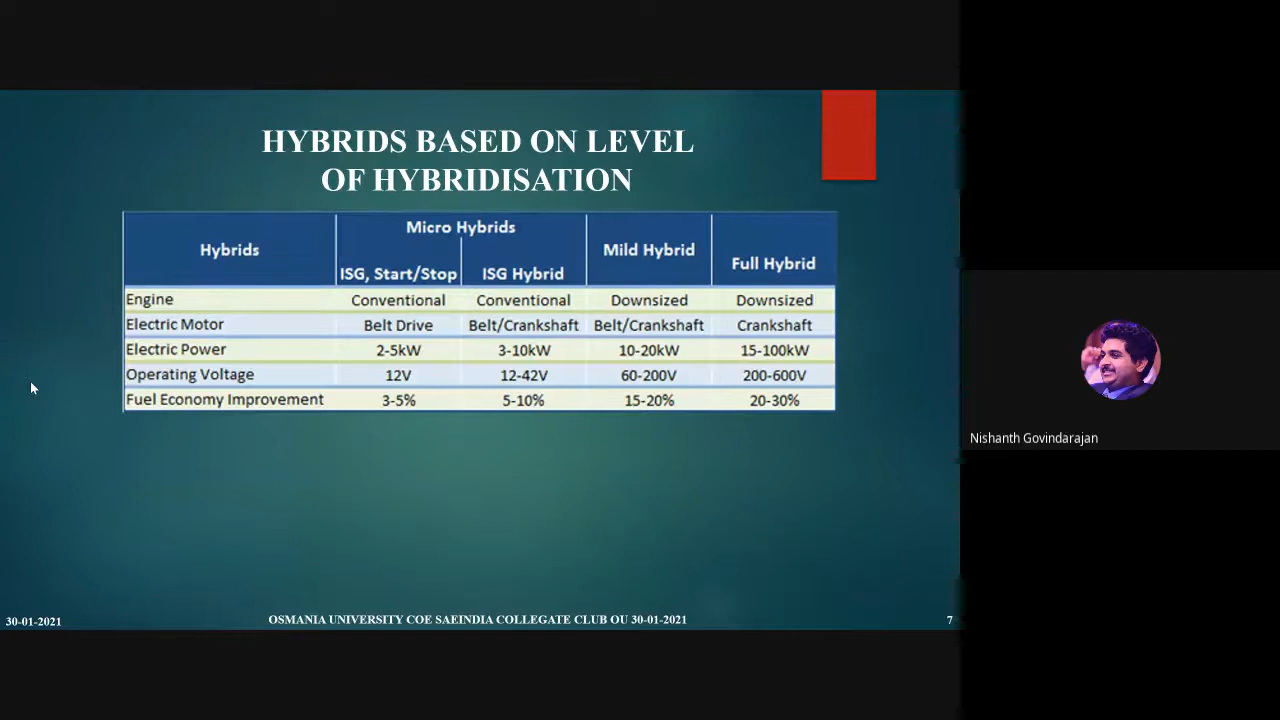 HYBRIDS BASED ON LEVEL
OF HYBRIDISATION
Hybrids Micro Hybrids Mild Hybrid Full Hybrid
ISG, Start/Stop ISG Hybrid
Engine Conventional Conventional Downsized Downsized
Electric Motor Belt Drive Belt/Crankshaft Belt/Crankshaft Crankshaft
Electric Power 2-5kW 3-10kW 10-20kW 15-100kW
Operating Voltage 12V 12-42V 60-200V 200-600V
Fuel Economy Improvement 3-5% 5-10% 15-20% 20-30%
30-01-2021 OSMANIA UNIVERSITY COE SAEINDIA COLLEGATE CLUB OU 30-01-2021 7
Nishanth Govindarajan